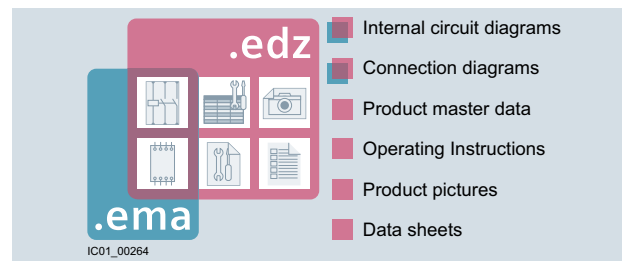 .edz
.ema
IC01_00264
Internal circuit diagrams
Connection diagrams
Product master data
Operating Instructions
Product pictures
Data sheets